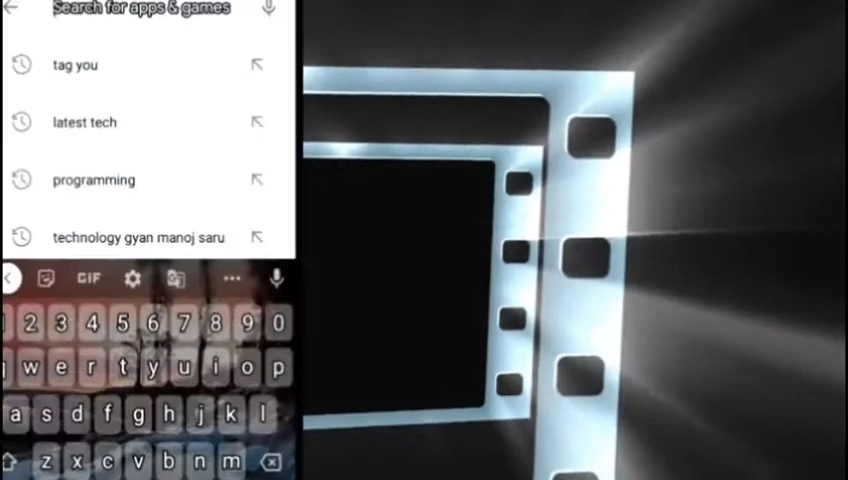 Search for apps & games
tag you
latest tech
programming
technology gyan manoj saru
GIF
2 3 4 5 6 7 8 9 0
w e r t y u i o p
a s d f g h j k l
z x c v b n m